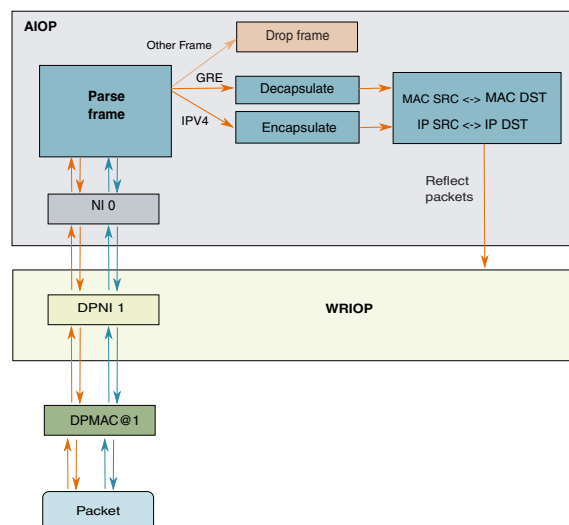 AIOP
Other Frame
Drop frame
Parse
frame
GRE
Decapsulate
IPV4
Encapsulate
MAC SRC <-> MAC DST
IP SRC <-> IP DST
Reflect
packets
NI 0
DPNI 1
WRIOP
DPMAC@1
Packet